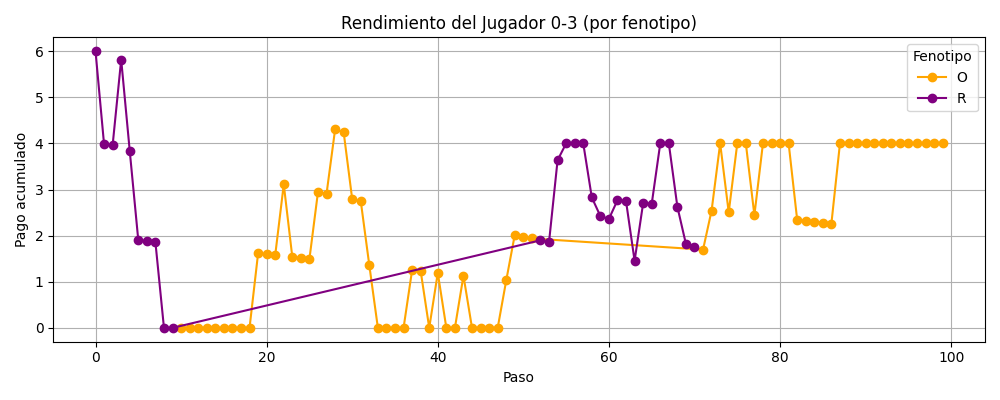 Rendimiento del Jugador 0-3 (por fenotipo)
Pago acumulado
6
5
4
3
2
1
0
Fenotipo
O
R
0
20
40
60
80
100
Paso